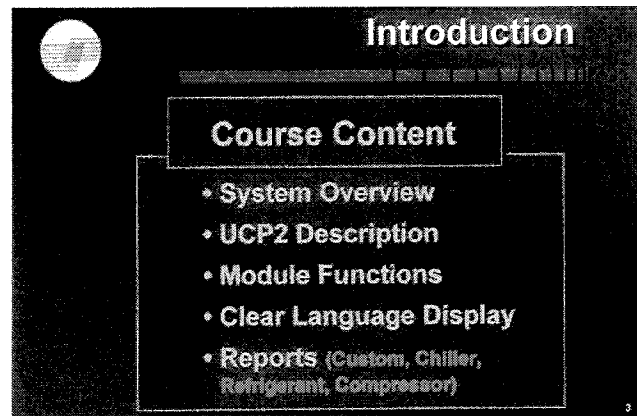 Introduction
Course Content
• System Overview
• UCP2 Description
• Module Functions
• Clear Language Display
• Reports (Custom, Chiller,
Refrigerant, Compressor)
3